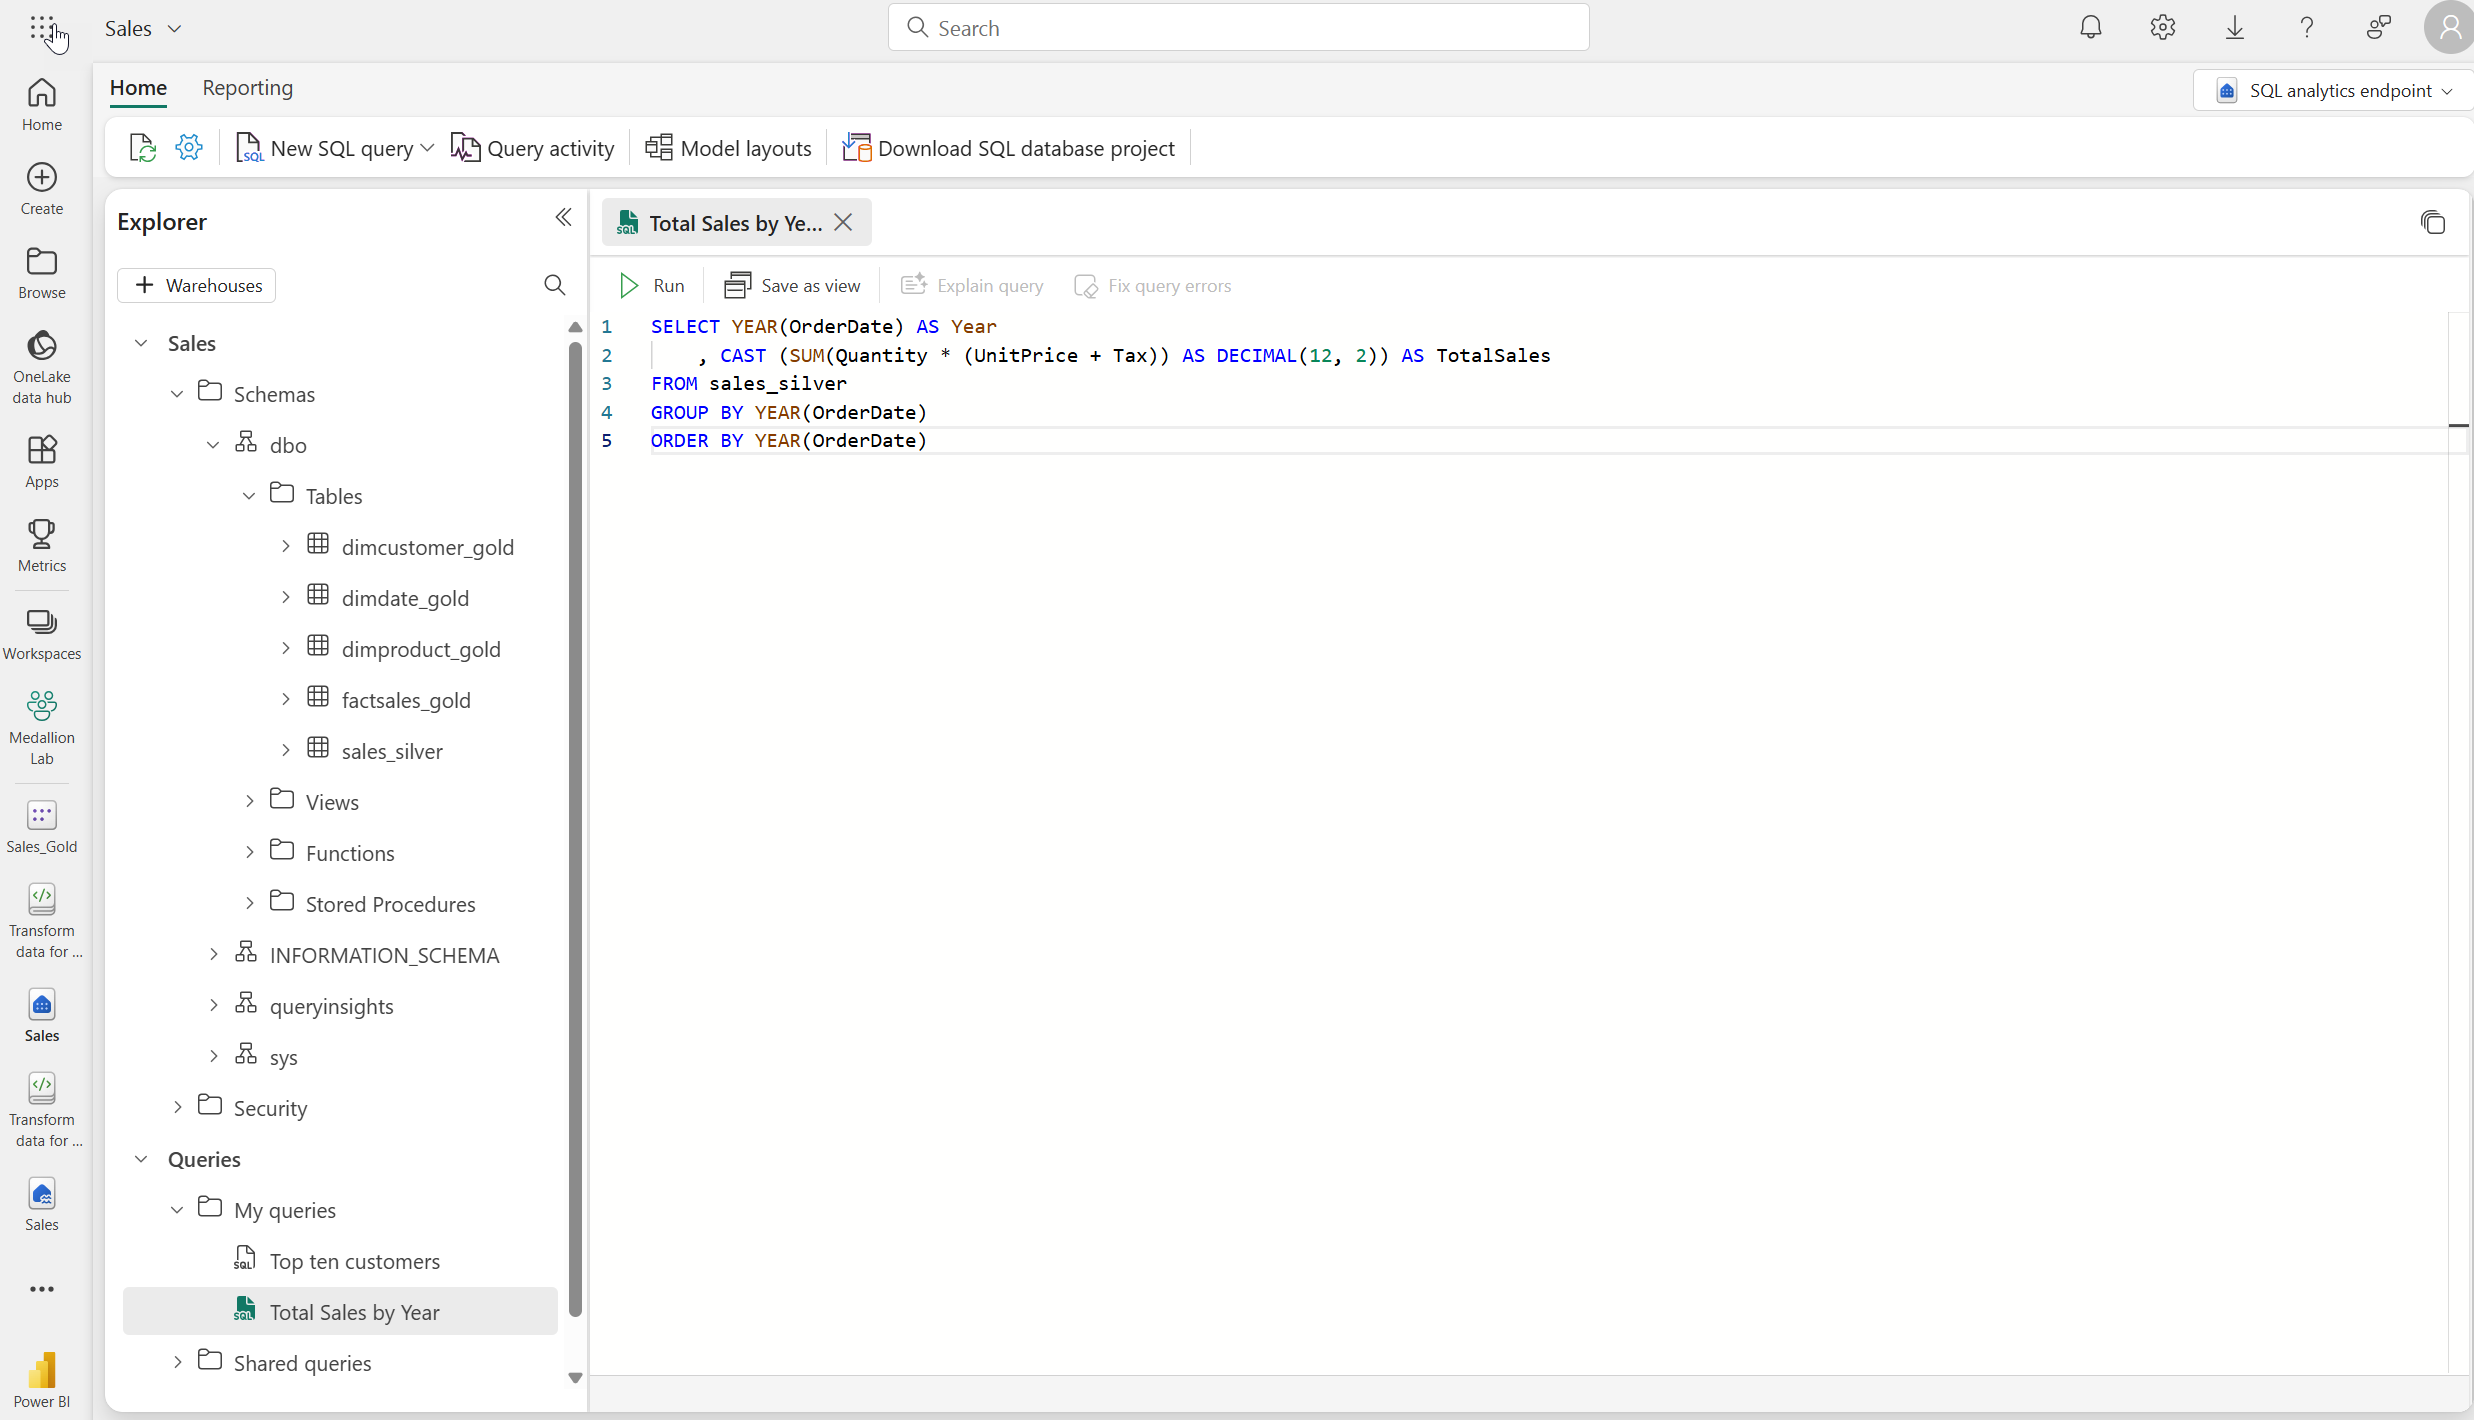 Sales
Search
Home
Reporting
SQL analytics endpoint
SQL New SQL query
Query activity
Model layouts
Download SQL database project
Home
Create
Browse
OneLake
data hub
Apps
Metrics
Workspaces
Medallion
Lab
Sales_Gold
Transform
data for ...
Sales
Transform
data for ...
Sales
Power BI
Explorer
+ Warehouses
Sales
Schemas
dbo
Tables
dimcustomer_gold
dimdate_gold
dimproduct_gold
factsales_gold
sales_silver
Views
Functions
Stored Procedures
INFORMATION_SCHEMA
queryinsights
sys
Security
Queries
My queries
SQL Top ten customers
SQL Total Sales by Year
Shared queries
SQL Total Sales by Ye...
Run
Save as view
Explain query
Fix query errors
1 SELECT YEAR(OrderDate) AS Year
2 , CAST (SUM(Quantity * (UnitPrice + Tax)) AS DECIMAL(12, 2)) AS TotalSales
3 FROM sales_silver
4 GROUP BY YEAR(OrderDate)
5 ORDER BY YEAR(OrderDate)